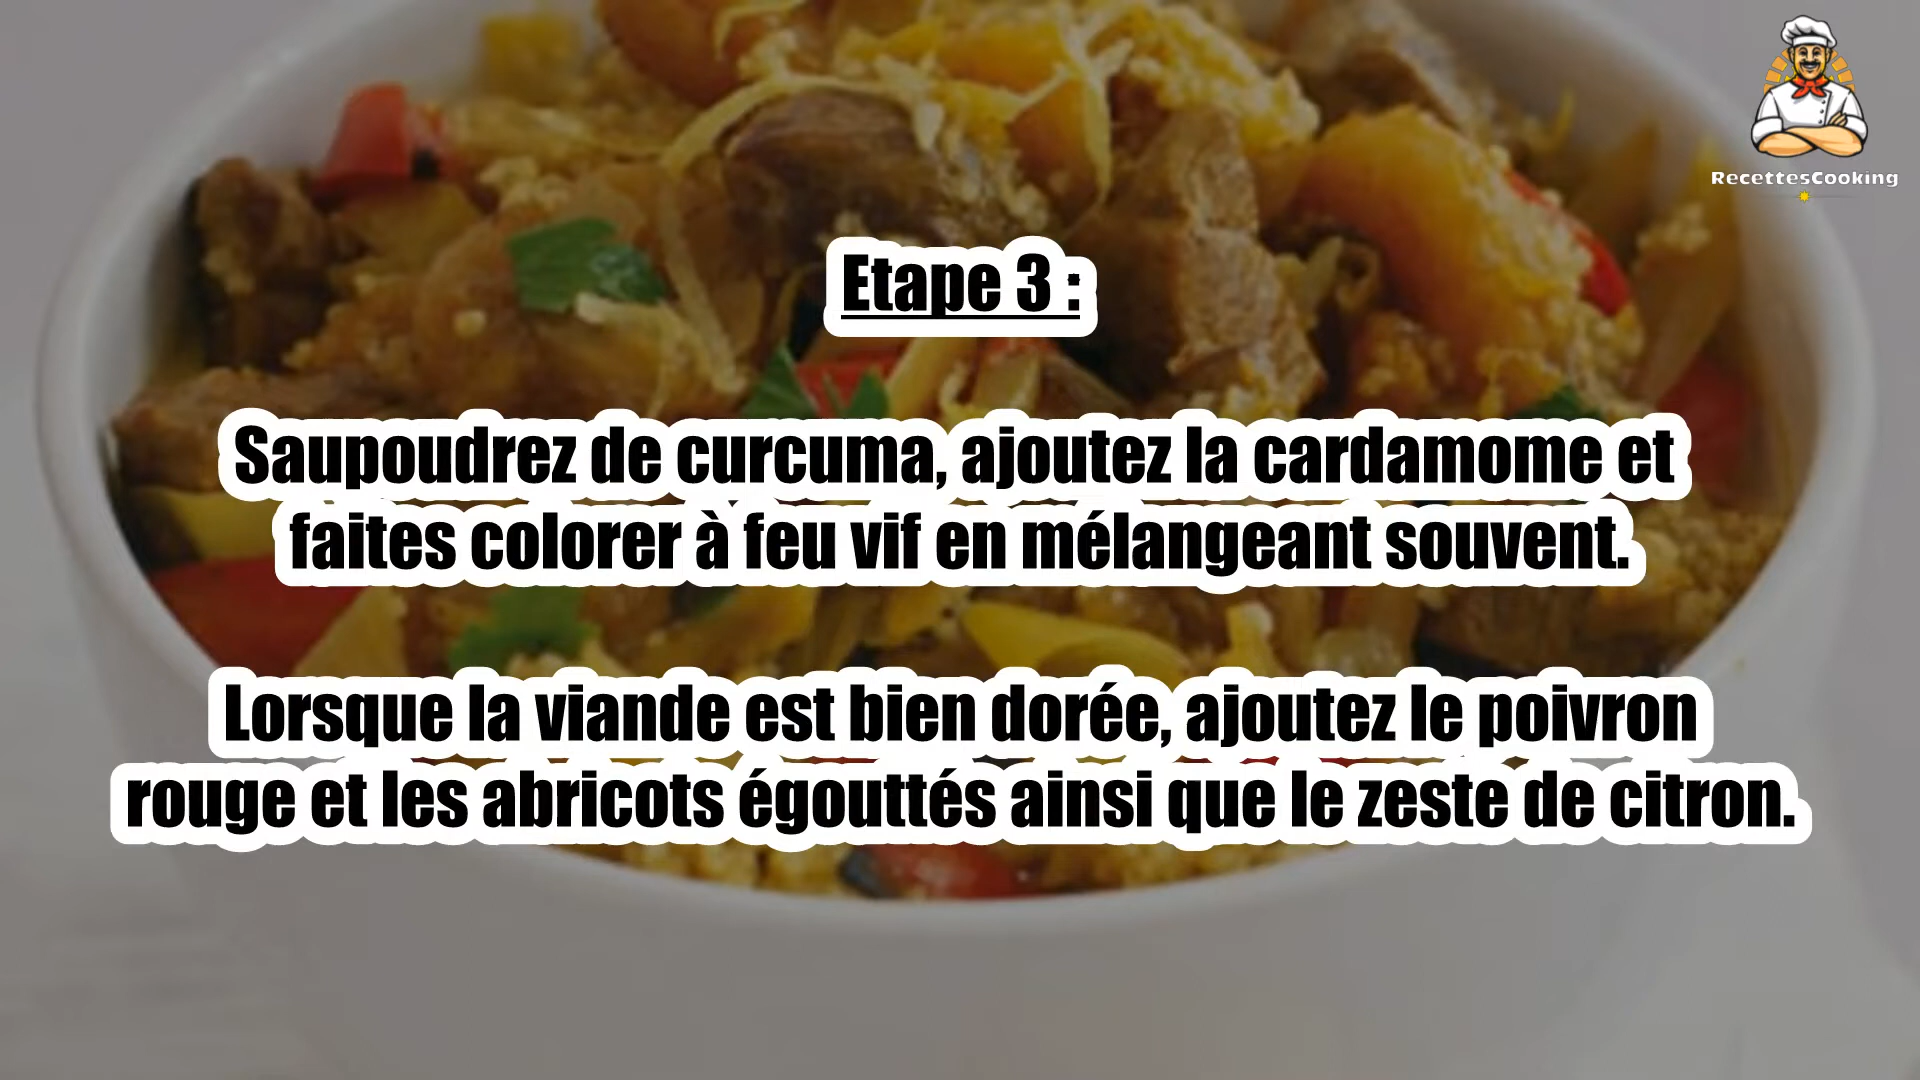 RecettesCooking
Etape 3 :
Saupoudrez de curcuma, ajoutez la cardamome et
faites colorer à feu vif en mélangeant souvent.
Lorsque la viande est bien dorée, ajoutez le poivron
rouge et les abricots égouttés ainsi que le zeste de citron.